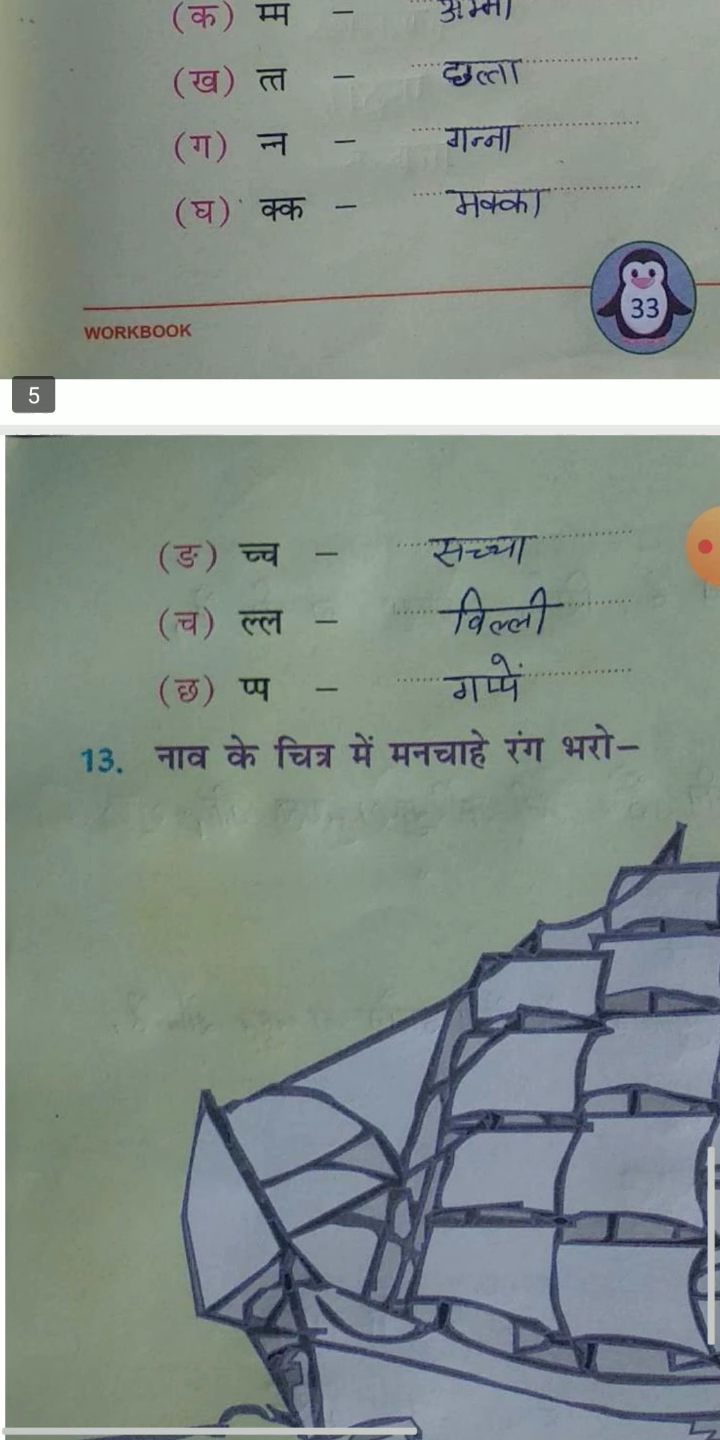 (क) म्म – अम्मा
(ख) त्त – छत्ता
(ग) न्न – गन्ना
(घ) क्क – मक्का
33
WORKBOOK
5
(ङ) च्च – सच्चा
(च) ल्ल – विल्ली
(छ) प्प – गप्पें
13. नाव के चित्र में मनचाहे रंग भरो–